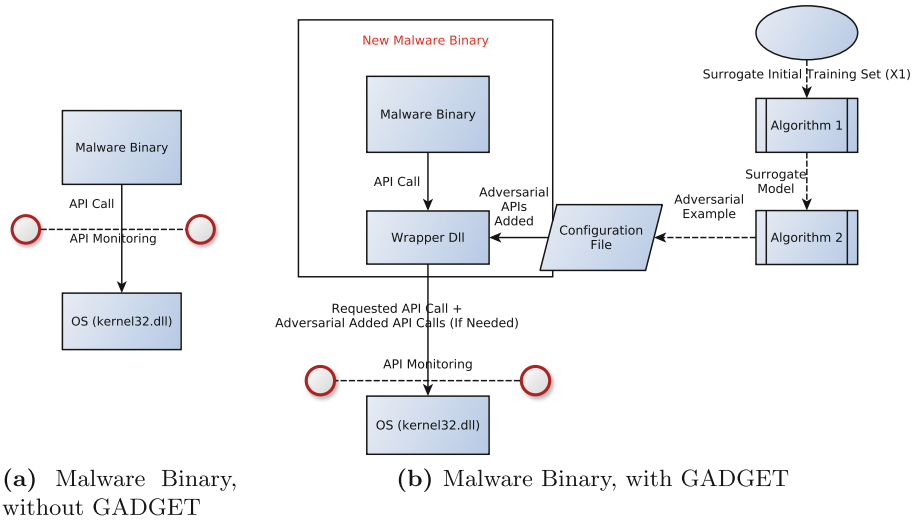 Malware Binary
API Call
API Monitoring
OS (kernel32.dll)
(a) Malware Binary,
without GADGET
New Malware Binary
Malware Binary
API Call
Wrapper Dll
Adversarial
APIs
Added
Configuration
File
Adversarial
Example
Surrogate Initial Training Set (X1)
Algorithm 1
Surrogate
Model
Algorithm 2
Requested API Call +
Adversarial Added API Calls (If Needed)
API Monitoring
OS (kernel32.dll)
(b) Malware Binary, with GADGET